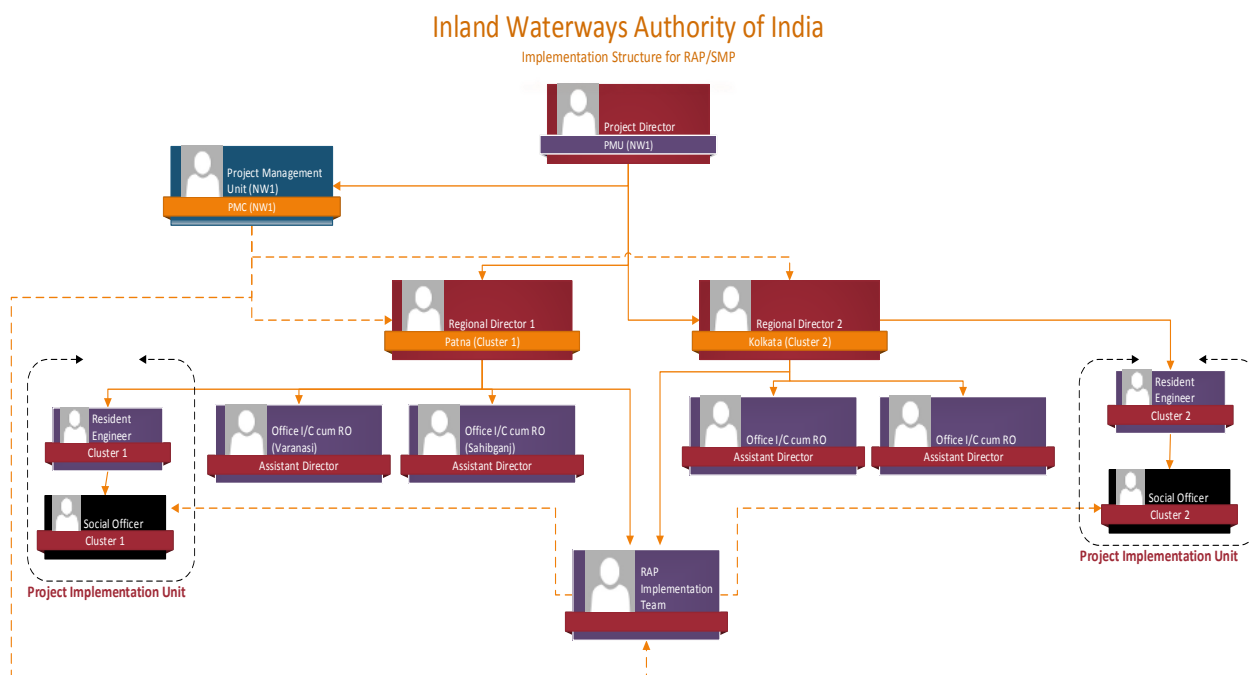 Inland Waterways Authority of India
Implementation Structure for RAP/SMP
Project Director
PMU (NW1)
Project Management
Unit (NW1)
PMC (NW1)
Regional Director 1
Patna (Cluster 1)
Regional Director 2
Kolkata (Cluster 2)
Resident
Engineer
Cluster 1
Office I/C cum RO
(Varanasi)
Assistant Director
Office I/C cum RO
(Sahibganj)
Assistant Director
Office I/C cum RO
Assistant Director
Office I/C cum RO
Assistant Director
Resident
Engineer
Cluster 2
Social Officer
Cluster 1
Project Implementation Unit
Social Officer
Cluster 2
Project Implementation Unit
RAP
Implementation
Team